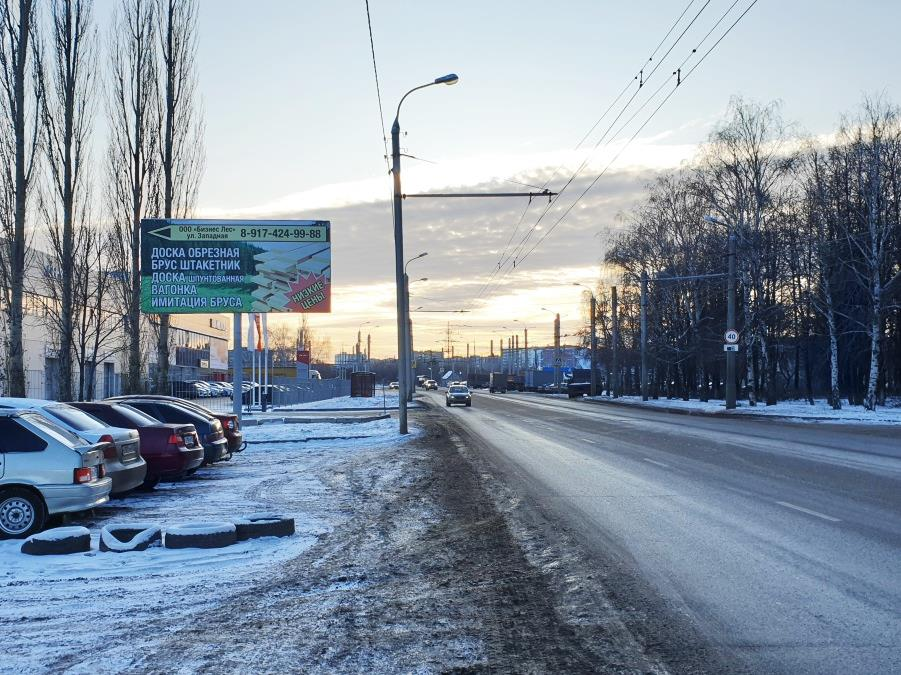 ООО «Бизнес Лес»
ул. Западная
8-917-424-99-88
ДОСКА ОБРЕЗНАЯ
БРУС ШТАКЕТНИК
ДОСКА ШПУНТОВАННАЯ
ВАГОНКА
ИМИТАЦИЯ БРУСА
НИЗКИЕ
ЦЕНЫ
40